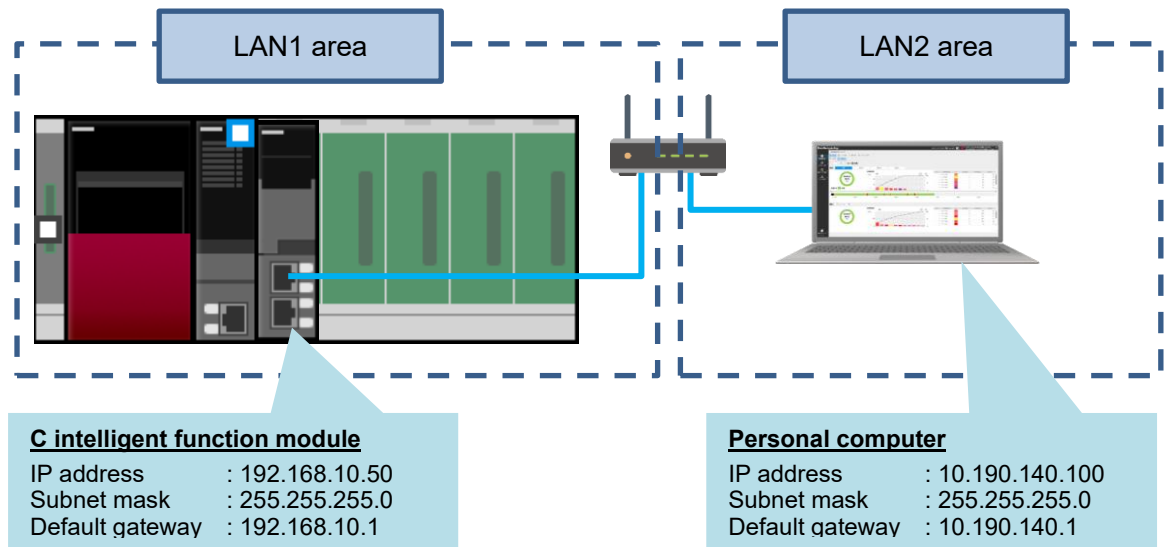 LAN1 area
LAN2 area
C intelligent function module
IP address : 192.168.10.50
Subnet mask : 255.255.255.0
Default gateway : 192.168.10.1
Personal computer
IP address : 10.190.140.100
Subnet mask : 255.255.255.0
Default gateway : 10.190.140.1